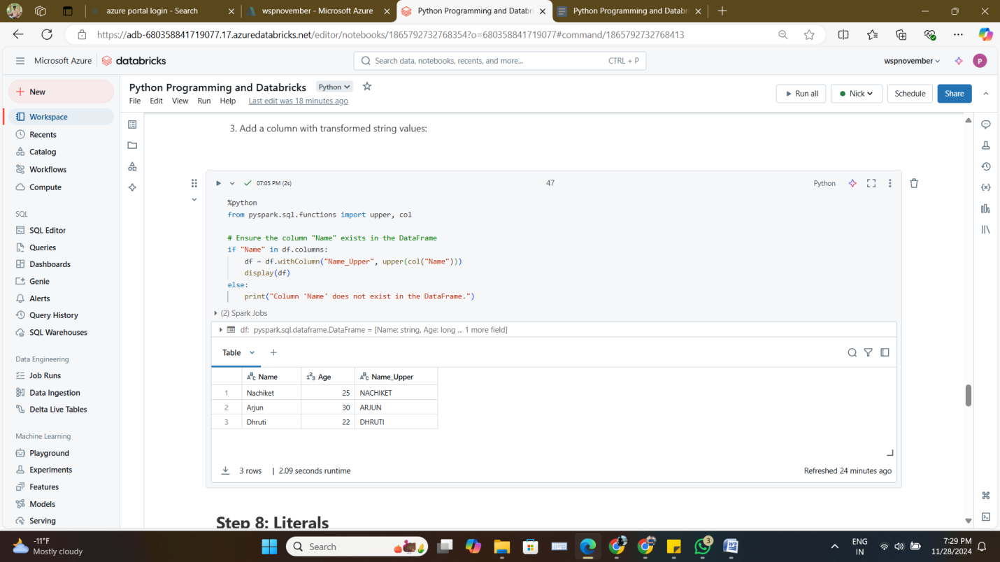 azure portal login - Search
wspnovember - Microsoft Azure
Python Programming and Datab
Python Programming and Datab
https://adb-680358841719077.17.azuredatabricks.net/editor/notebooks/1865792732768354?o=680358841719077#command/1865792732768413
Microsoft Azure
databricks
Search data, notebooks, recents, and more...
CTRL + P
wspnovember
P
New
Python Programming and Databricks
Python
File Edit View Run Help
Last edit was 18 minutes ago
Run all
Nick
Schedule
Share
Workspace
Recents
Catalog
Workflows
Compute
SQL
SQL Editor
Queries
Dashboards
Genie
Alerts
Query History
SQL Warehouses
Data Engineering
Job Runs
Data Ingestion
Delta Live Tables
Machine Learning
Playground
Experiments
Features
Models
Serving
3. Add a column with transformed string values:
07:05 PM (2s)
47
Python
%python
from pyspark.sql.functions import upper, col
# Ensure the column "Name" exists in the DataFrame
if "Name" in df.columns:
df = df.withColumn("Name_Upper", upper(col("Name")))
display(df)
else:
print("Column 'Name' does not exist in the DataFrame.")
(2) Spark Jobs
df: pyspark.sql.dataframe.DataFrame = [Name: string, Age: long ... 1 more field]
Table
Name Age Name_Upper
1 Nachiket 25 NACHIKET
2 Arjun 30 ARJUN
3 Dhruti 22 DHRUTI
3 rows | 2.09 seconds runtime
Refreshed 24 minutes ago
Step 8: Literals
-11°F
Mostly cloudy
Search
3
ENG
IN
7:29 PM
11/28/2024